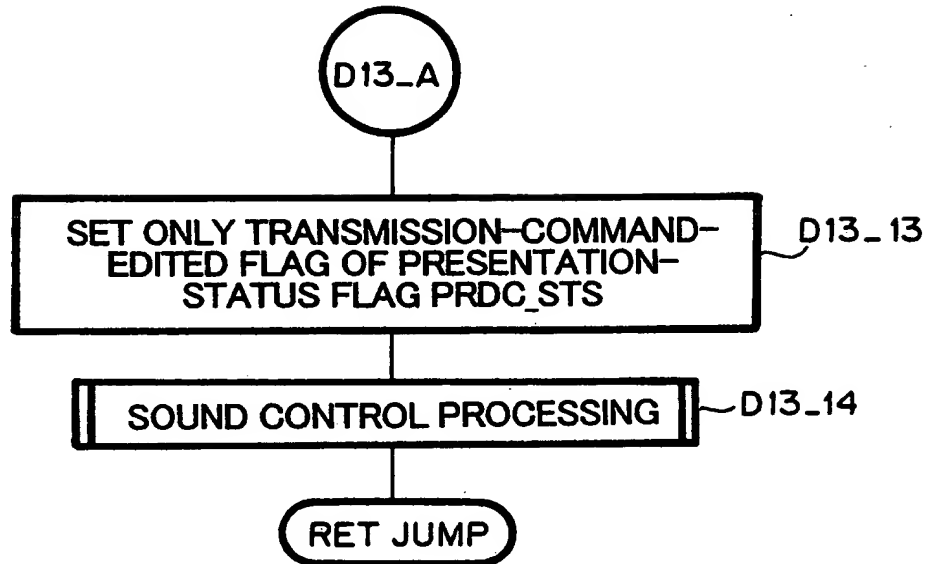 D13_A
SET ONLY TRANSMISSION-COMMAND-
EDITED FLAG OF PRESENTATION-
STATUS FLAG PRDC_STS
D13_13
SOUND CONTROL PROCESSING
D13_14
RET JUMP